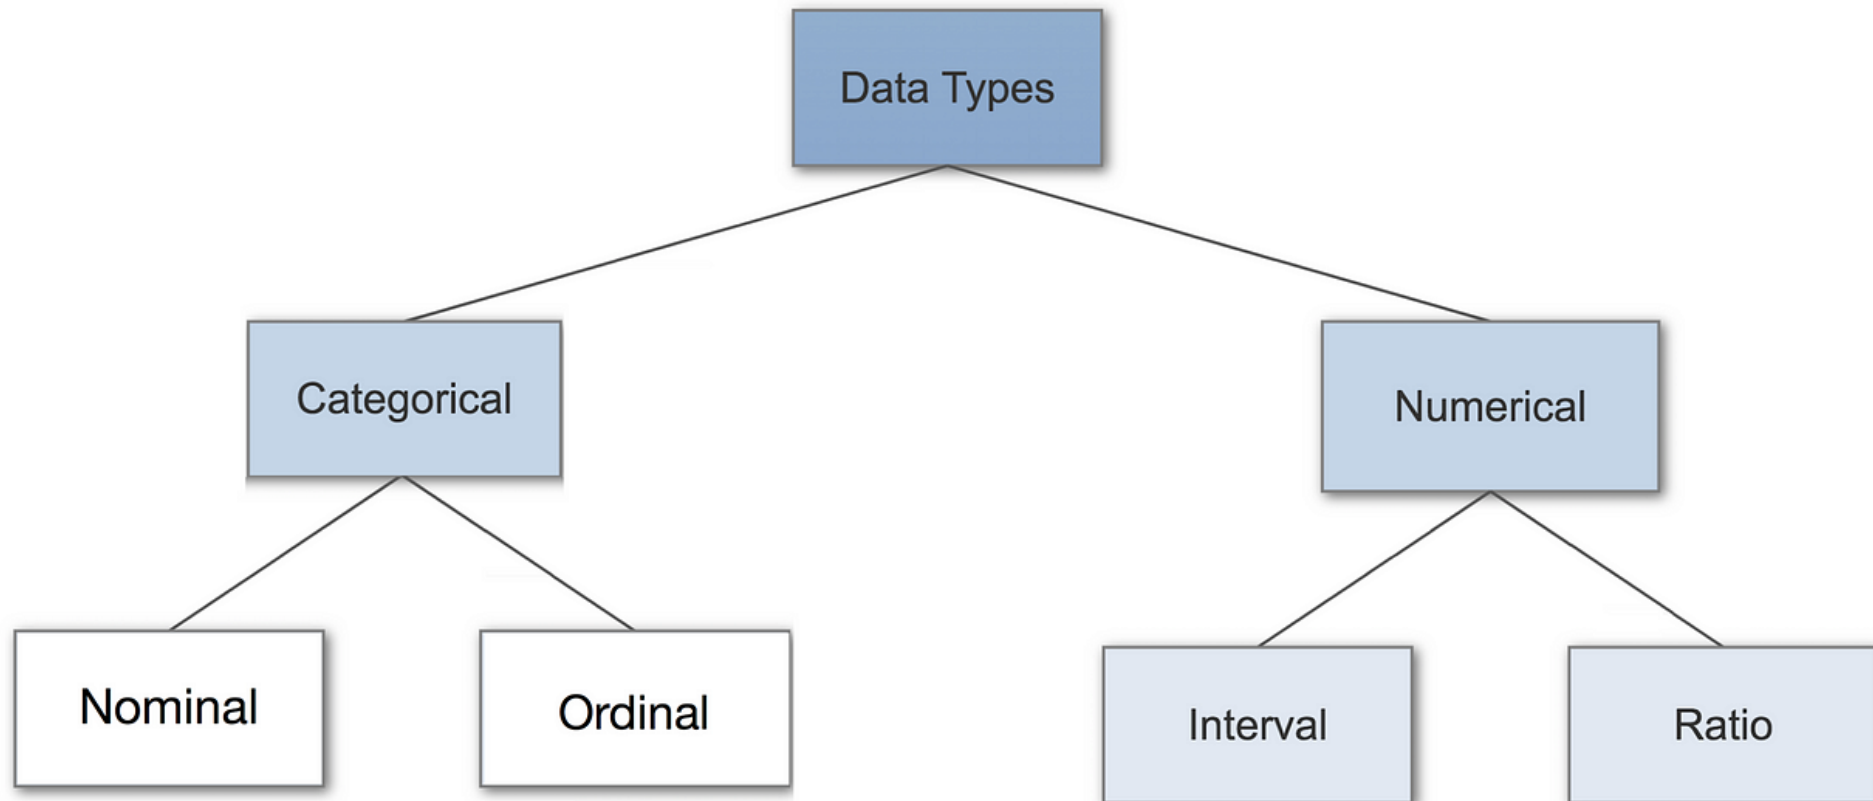 Data Types
Categorical
Numerical
Nominal
Ordinal
Interval
Ratio